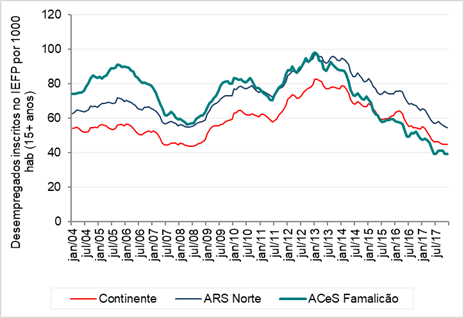 Desempregados inscritos no IEFP por 1000
hab (15+ anos)
120
100
80
60
40
20
0
jan/04
jul/04
jan/05
jul/05
jan/06
jul/06
jan/07
jul/07
jan/08
jul/08
jan/09
jul/09
jan/10
jul/10
jan/11
jul/11
jan/12
jul/12
jan/13
jul/13
jan/14
jul/14
jan/15
jul/15
jan/16
jul/16
jan/17
jul/17
Continente ARS Norte ACeS Famalicão